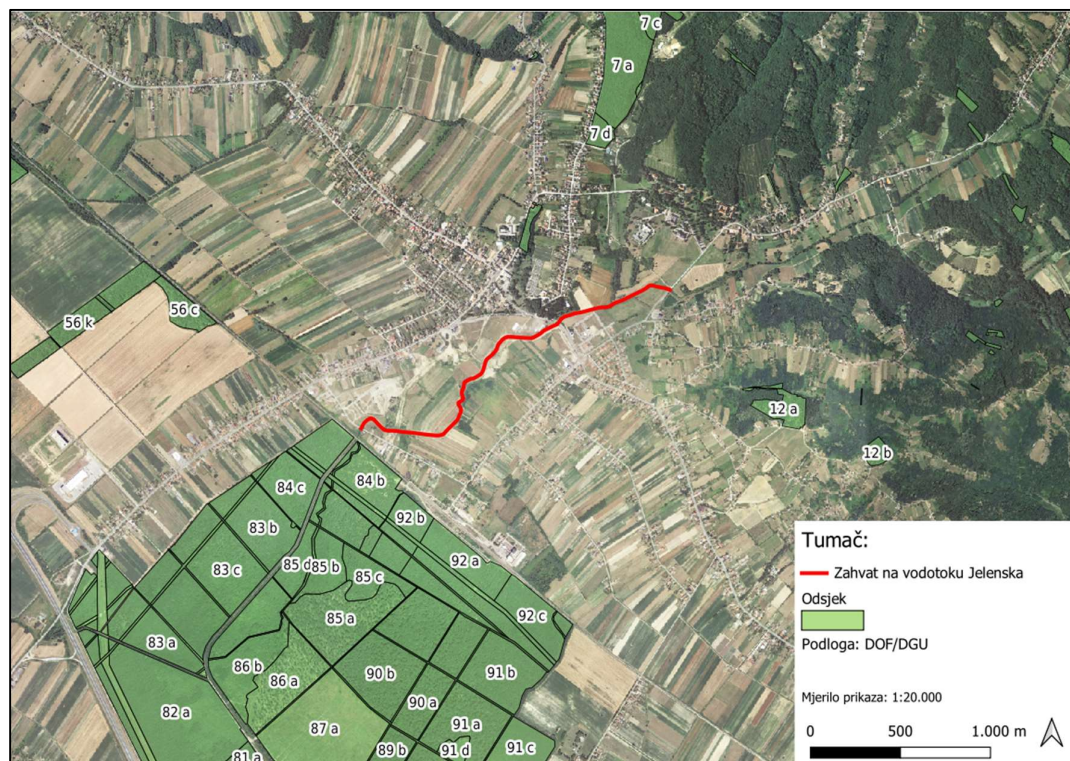 7 c
7 a
7 d
56 c
56 k
12 a
12 b
84 b
84 c
92 b
83 b
92 a
85 d
85 b
83 c
85 c
92 c
85 a
83 a
86 b
90 b
91 b
86 a
90 a
82 a
91 a
87 a
91 c
89 b
91 d
81 a
Tumač:
Zahvat na vodotoku Jelenska
Odsjek
Podloga: DOF/DGU
Mjerilo prikaza: 1:20.000
0 500 1.000 m